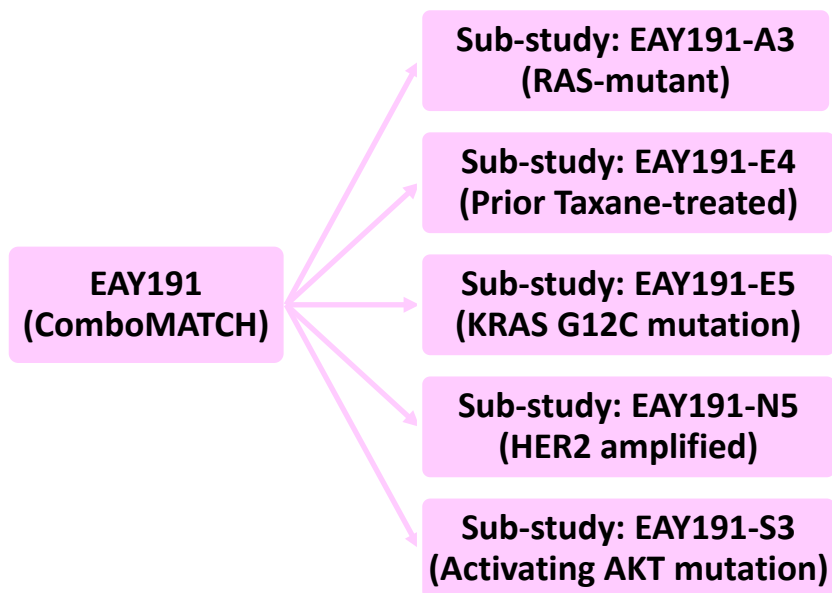 Sub-study: EAY191-A3
(RAS-mutant)
Sub-study: EAY191-E4
(Prior Taxane-treated)
EAY191
(ComboMATCH)
Sub-study: EAY191-E5
(KRAS G12C mutation)
Sub-study: EAY191-N5
(HER2 amplified)
Sub-study: EAY191-S3
(Activating AKT mutation)